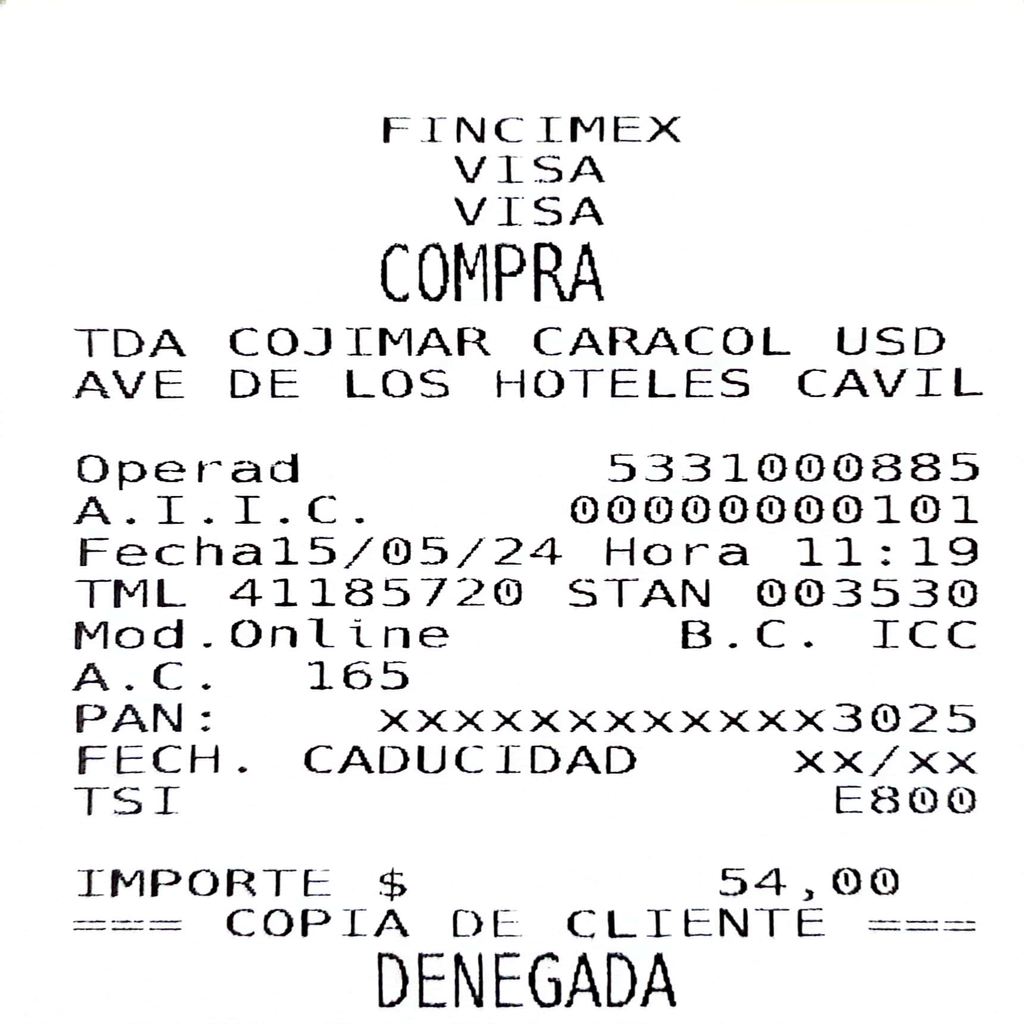 FINCIMEX
VISA
VISA
COMPRA
TDA COJIMAR CARACOL USD
AVE DE LOS HOTELES CAVIL
Operad 5331000885
A.I.I.C. 00000000101
Fecha15/05/24 Hora 11:19
TML 41185720 STAN 003530
Mod.Online B.C. ICC
A.C. 165
PAN: xxxxxxxxxxxx3025
FECH. CADUCIDAD xx/xx
TSI E800
IMPORTE $ 54,00
=== COPIA DE CLIENTE ===
DENEGADA